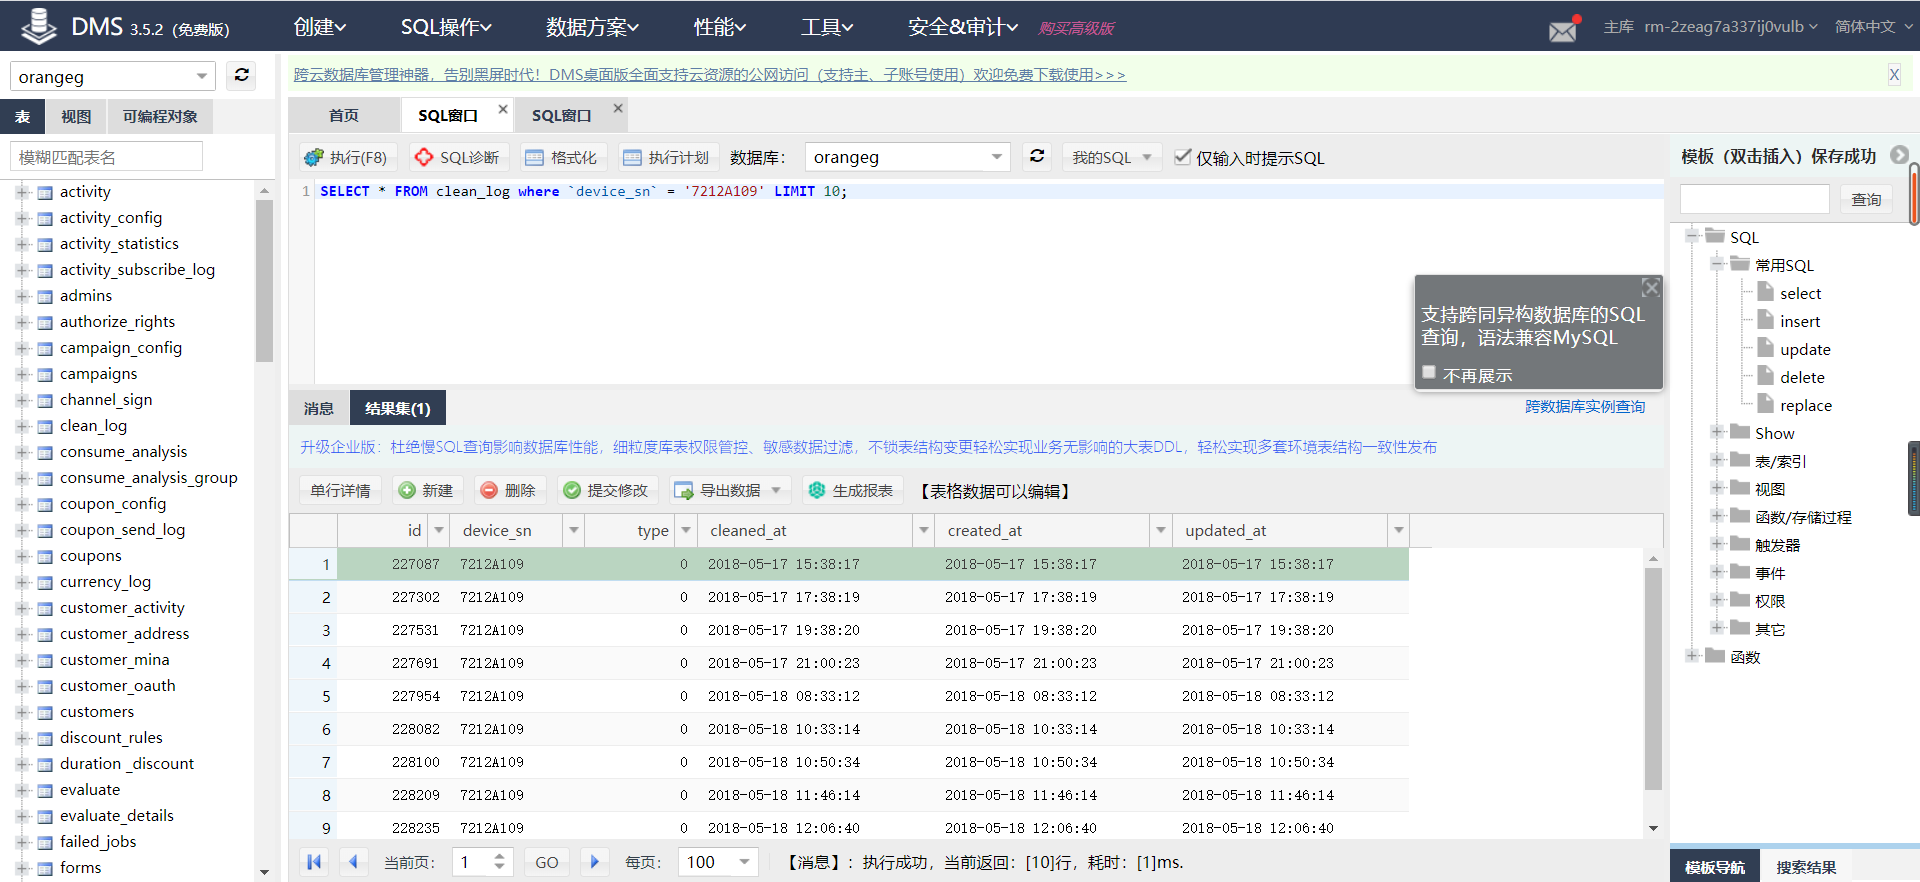 DMS 3.5.2 (免费版) 创建 SQL操作 数据方案 性能 工具 安全&审计 购买高级版 主库 rm-2zeag7a337ij0vulb 简体中文
orangeg
跨云数据库管理神器，告别黑屏时代！DMS桌面版全面支持云资源的公网访问（支持主、子账号使用）欢迎免费下载使用>>> X
表 视图 可编程对象
首页 SQL窗口 × SQL窗口 ×
模糊匹配表名
执行(F8) SQL诊断 格式化 执行计划 数据库： orangeg 我的SQL 仅输入时提示SQL
模板（双击插入）保存成功
1 SELECT * FROM clean_log where `device_sn` = '7212A109' LIMIT 10;
查询
activity
activity_config
activity_statistics
activity_subscribe_log
admins
authorize_rights
campaign_config
campaigns
channel_sign
clean_log
consume_analysis
consume_analysis_group
coupon_config
coupon_send_log
coupons
currency_log
customer_activity
customer_address
customer_mina
customer_oauth
customers
discount_rules
duration _discount
evaluate
evaluate_details
failed_jobs
forms
支持跨同异构数据库的SQL
查询，语法兼容MySQL
不再展示
跨数据库实例查询
消息 结果集(1)
升级企业版：杜绝慢SQL查询影响数据库性能，细粒度库表权限管控、敏感数据过滤，不锁表结构变更轻松实现业务无影响的大表DDL，轻松实现多套环境表结构一致性发布
单行详情 新建 删除 提交修改 导出数据 生成报表 【表格数据可以编辑】
id device_sn type cleaned_at created_at updated_at
1 227087 7212A109 0 2018-05-17 15:38:17 2018-05-17 15:38:17 2018-05-17 15:38:17
2 227302 7212A109 0 2018-05-17 17:38:19 2018-05-17 17:38:19 2018-05-17 17:38:19
3 227531 7212A109 0 2018-05-17 19:38:20 2018-05-17 19:38:20 2018-05-17 19:38:20
4 227691 7212A109 0 2018-05-17 21:00:23 2018-05-17 21:00:23 2018-05-17 21:00:23
5 227954 7212A109 0 2018-05-18 08:33:12 2018-05-18 08:33:12 2018-05-18 08:33:12
6 228082 7212A109 0 2018-05-18 10:33:14 2018-05-18 10:33:14 2018-05-18 10:33:14
7 228100 7212A109 0 2018-05-18 10:50:34 2018-05-18 10:50:34 2018-05-18 10:50:34
8 228209 7212A109 0 2018-05-18 11:46:14 2018-05-18 11:46:14 2018-05-18 11:46:14
9 228235 7212A109 0 2018-05-18 12:06:40 2018-05-18 12:06:40 2018-05-18 12:06:40
当前页： 1 GO 每页： 100 【消息】：执行成功，当前返回：[10]行，耗时：[1]ms.
SQL
常用SQL
select
insert
update
delete
replace
Show
表/索引
视图
函数/存储过程
触发器
事件
权限
其它
函数
模板导航 搜索结果